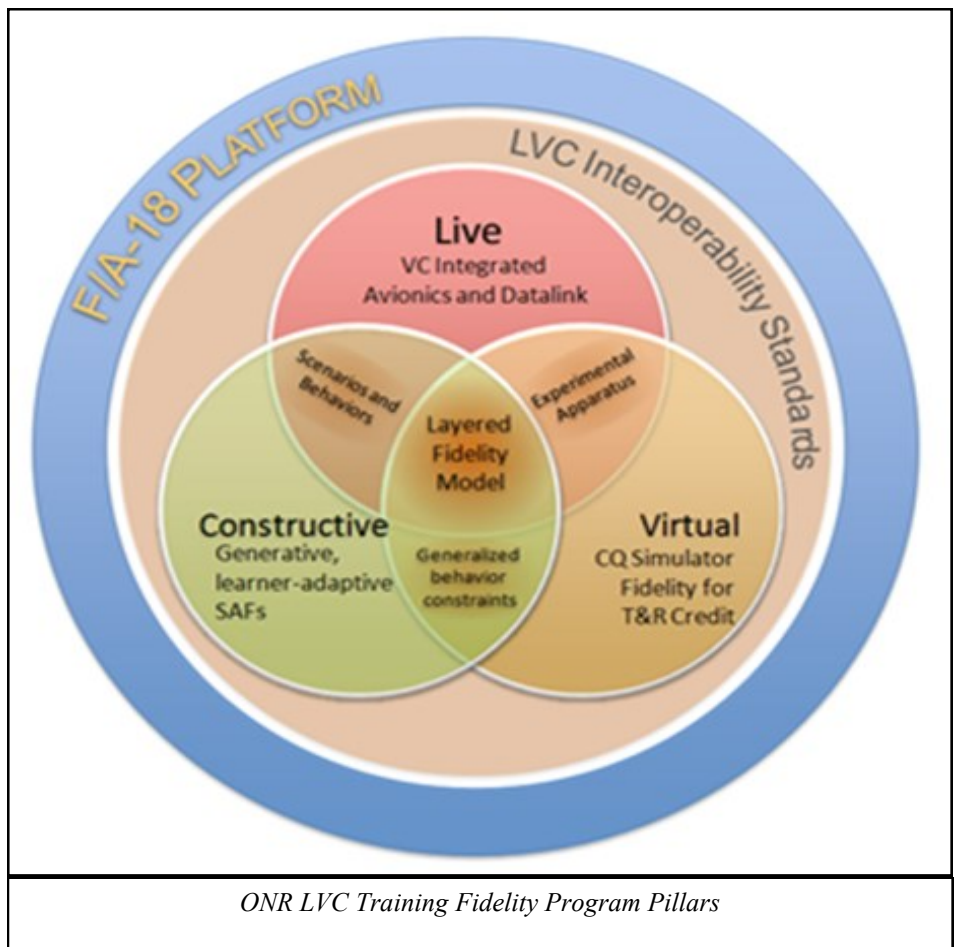 F/A-18 PLATFORM
LVC Interoperability Standards
Live
VC Integrated
Avionics and Datalink
Scenarios and
Behaviors
Experimental
Apparatus
Layered
Fidelity
Model
Constructive
Generative,
learner-adaptive
SAFs
Generalized
behavior
constraints
Virtual
CQ Simulator
Fidelity for
T&R Credit
ONR LVC Training Fidelity Program Pillars